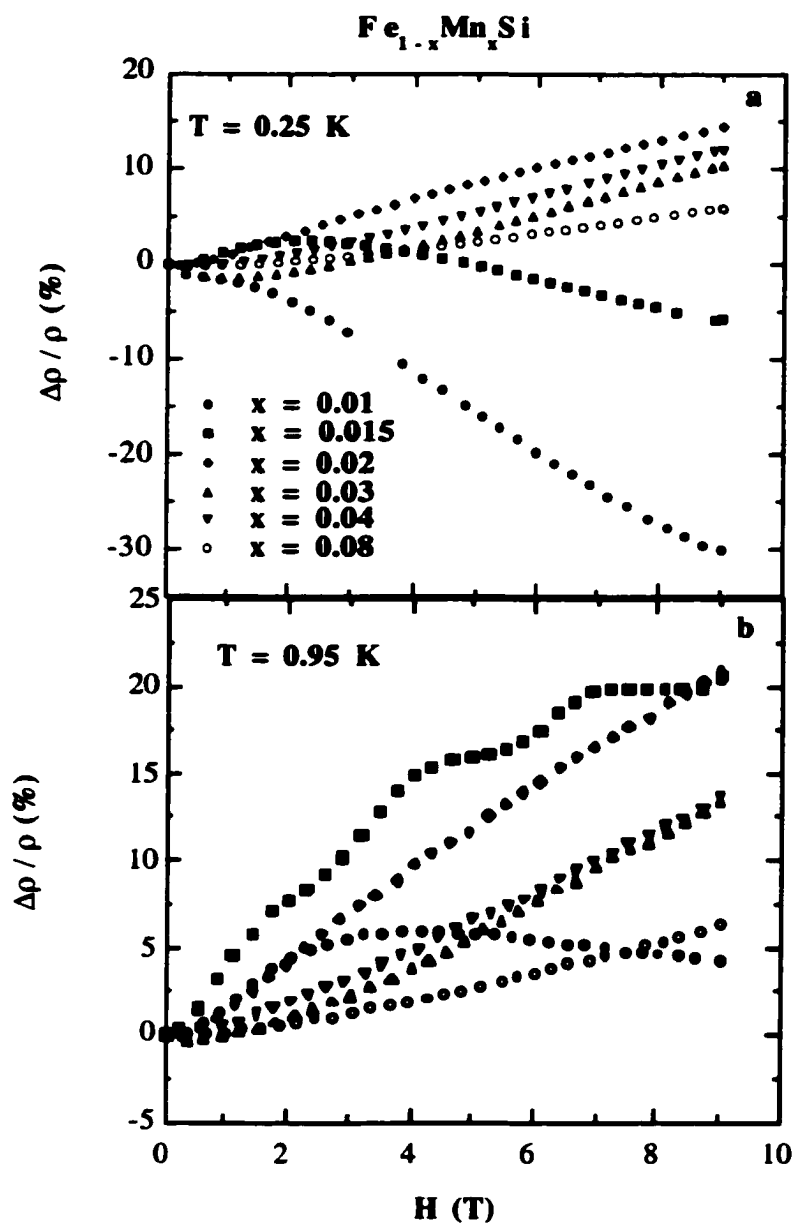 Fe1-xMnxSi
20
a
T = 0.25 K
10
0
Δρ / ρ (%)
-10
x = 0.01
x = 0.015
-20
x = 0.02
x = 0.03
x = 0.04
-30
x = 0.08
25
b
T = 0.95 K
20
15
Δρ / ρ (%)
10
5
0
-5
0 2 4 6 8 10
H (T)